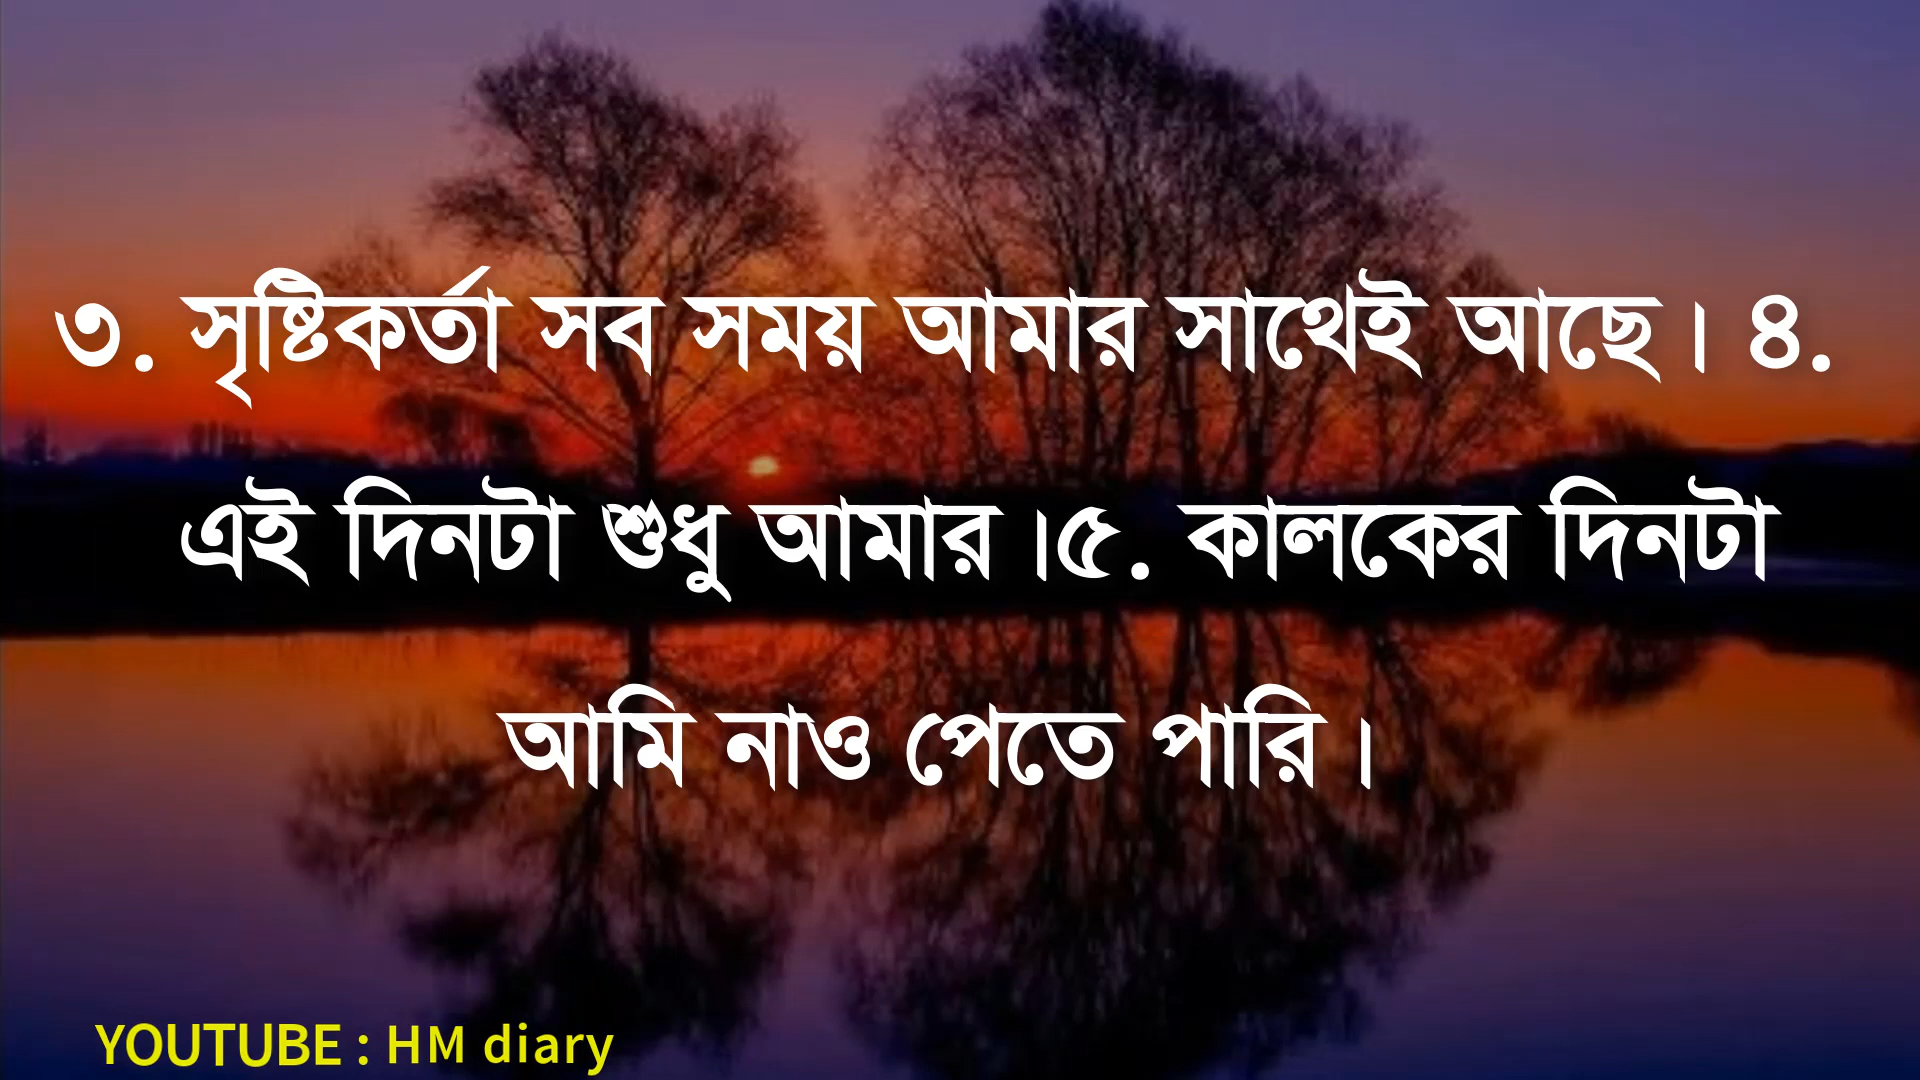 ৩. সৃষ্টিকর্তা সব সময় আমার সাথেই আছে। ৪.
এই দিনটা শুধু আমার।৫. কালকের দিনটা
আমি নাও পেতে পারি।
YOUTUBE : HM diary